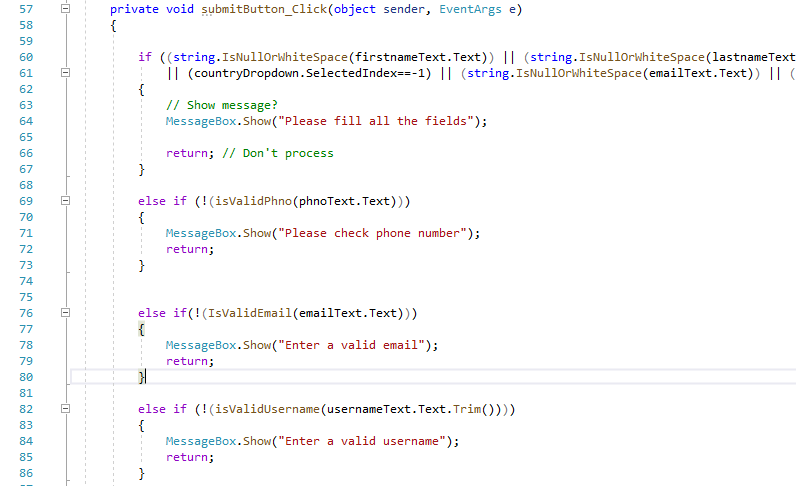 57 private void submitButton_Click(object sender, EventArgs e)
58 {
59
60 if ((string.IsNullOrWhiteSpace(firstnameText.Text)) || (string.IsNullOrWhiteSpace(lastnameText
61 || (countryDropdown.SelectedIndex==-1) || (string.IsNullOrWhiteSpace(emailText.Text)) || (
62 {
63 // Show message?
64 MessageBox.Show("Please fill all the fields");
65
66 return; // Don't process
67 }
68
69 else if (!(isValidPhno(phnoText.Text)))
70 {
71 MessageBox.Show("Please check phone number");
72 return;
73 }
74
75
76 else if(!(IsValidEmail(emailText.Text)))
77 {
78 MessageBox.Show("Enter a valid email");
79 return;
80 }
81
82 else if (!(isValidUsername(usernameText.Text.Trim())))
83 {
84 MessageBox.Show("Enter a valid username");
85 return;
86 }